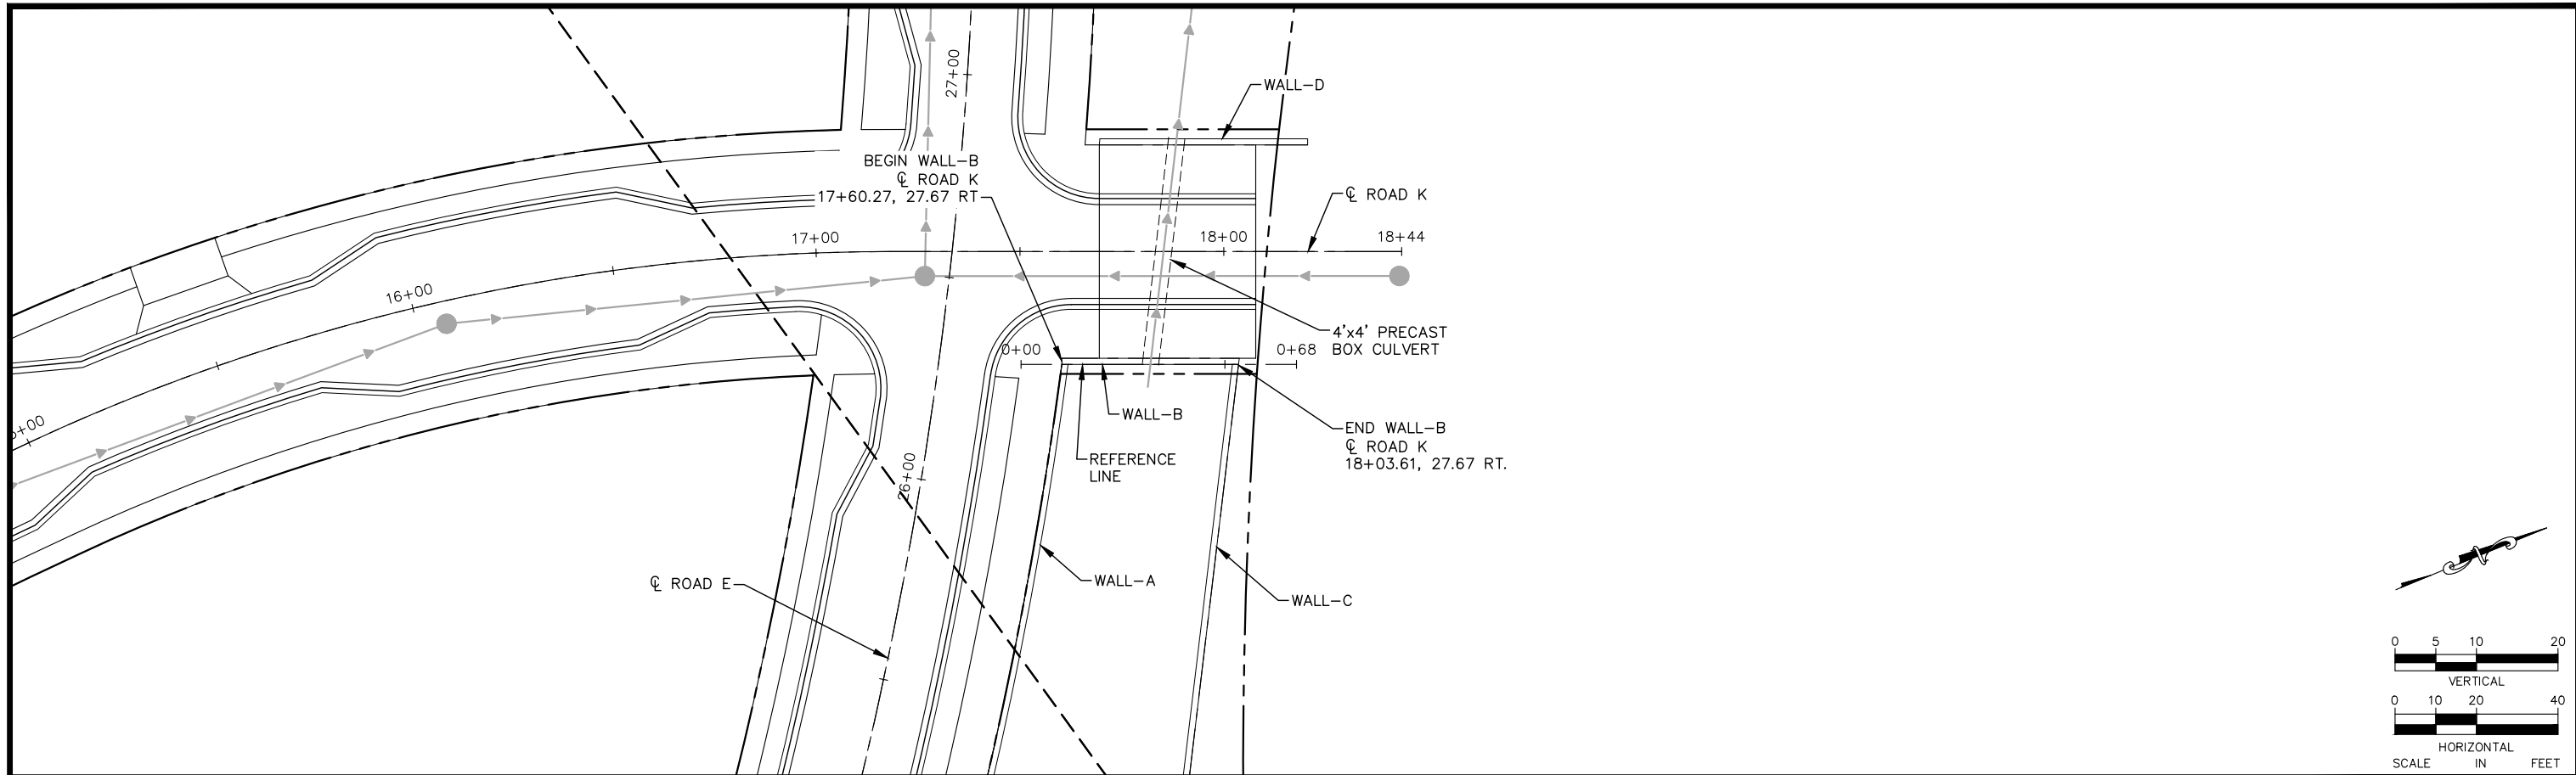 27+00
WALL-D
BEGIN WALL-B
℄ ROAD K
17+60.27, 27.67 RT
℄ ROAD K
17+00
18+00
18+44
16+00
4'x4' PRECAST
BOX CULVERT
0+00
0+68
WALL-B
END WALL-B
℄ ROAD K
18+03.61, 27.67 RT.
+00
REFERENCE
LINE
26+00
℄ ROAD E
WALL-A
WALL-C
N
0 5 10 20
VERTICAL
0 10 20 40
HORIZONTAL
SCALE IN FEET